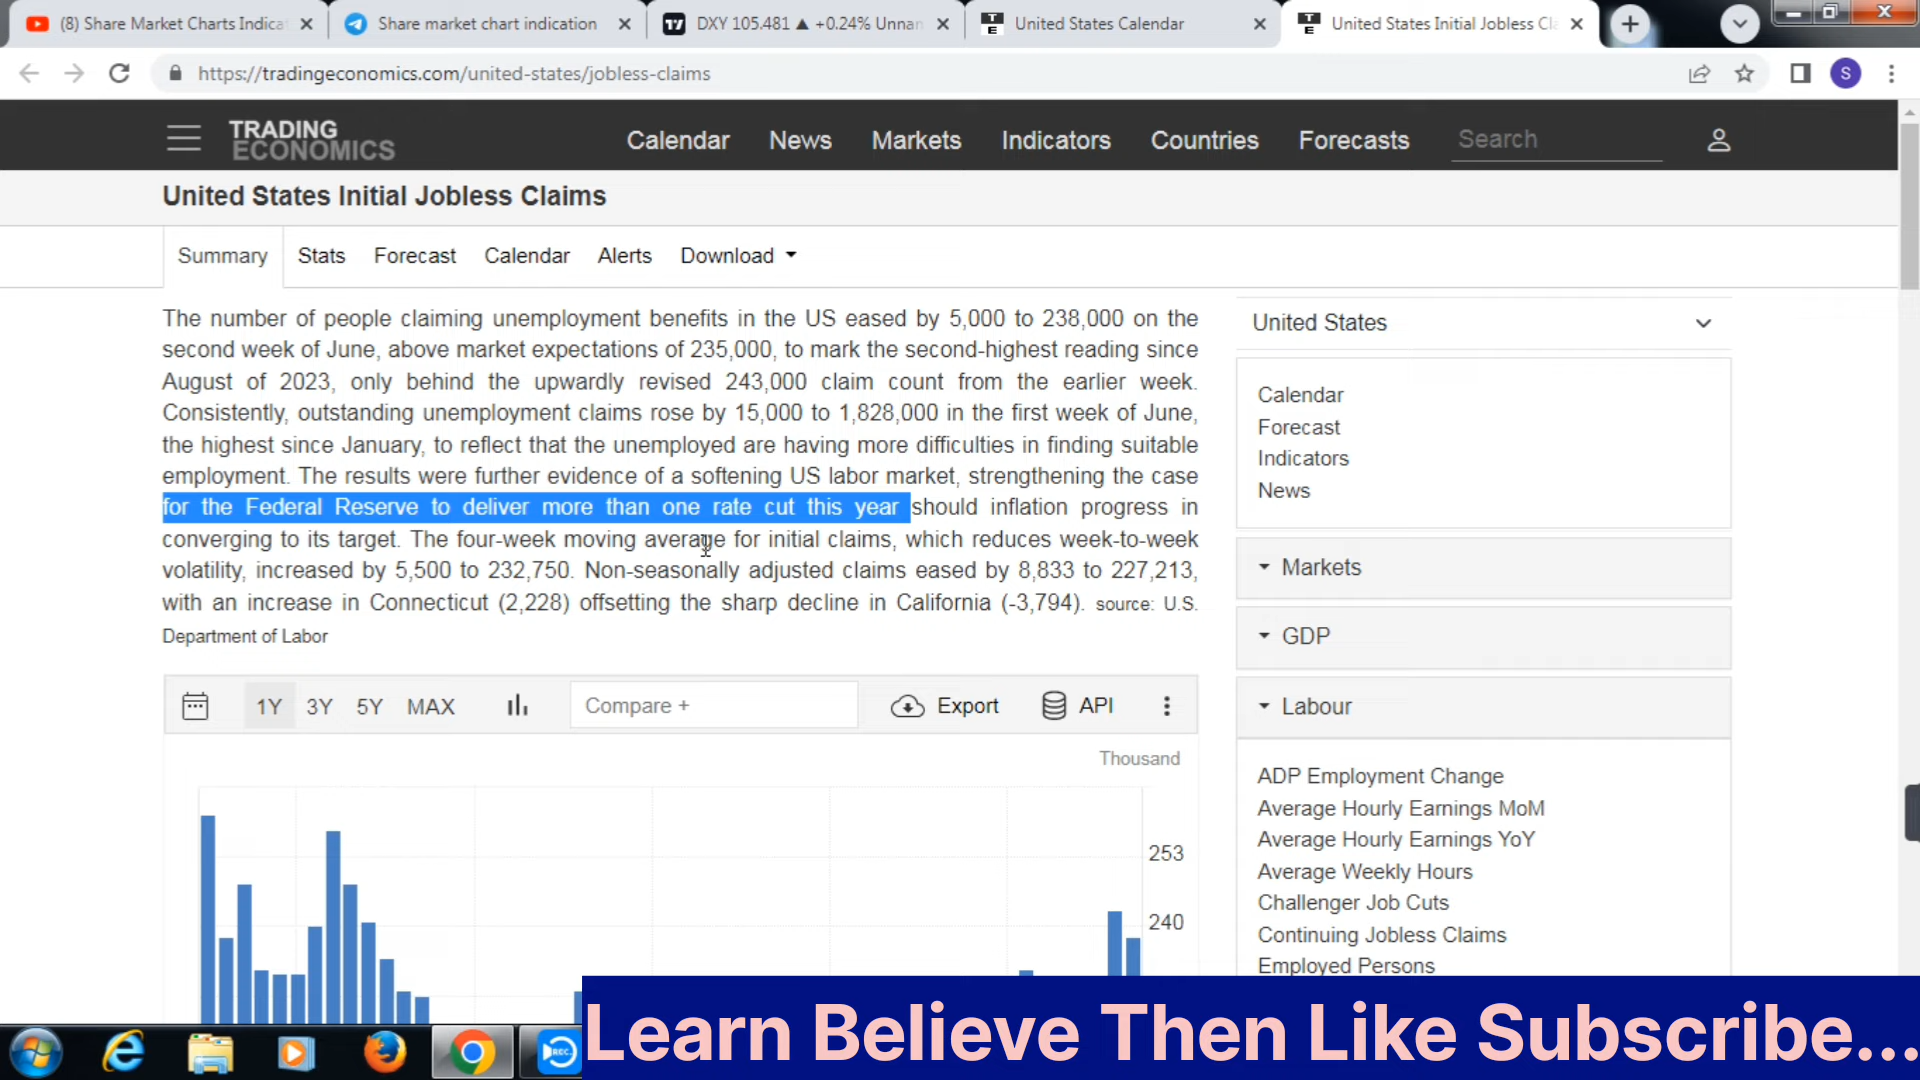 (8) Share Market Charts Indicat
Share market chart indication
DXY 105.481 ▲ +0.24% Unnan
United States Calendar
United States Initial Jobless Cla
https://tradingeconomics.com/united-states/jobless-claims
S
TRADING
ECONOMICS
Calendar News Markets Indicators Countries Forecasts Search
United States Initial Jobless Claims
Summary Stats Forecast Calendar Alerts Download
The number of people claiming unemployment benefits in the US eased by 5,000 to 238,000 on the
second week of June, above market expectations of 235,000, to mark the second-highest reading since
August of 2023, only behind the upwardly revised 243,000 claim count from the earlier week.
Consistently, outstanding unemployment claims rose by 15,000 to 1,828,000 in the first week of June,
the highest since January, to reflect that the unemployed are having more difficulties in finding suitable
employment. The results were further evidence of a softening US labor market, strengthening the case
for the Federal Reserve to deliver more than one rate cut this year should inflation progress in
converging to its target. The four-week moving average for initial claims, which reduces week-to-week
volatility, increased by 5,500 to 232,750. Non-seasonally adjusted claims eased by 8,833 to 227,213,
with an increase in Connecticut (2,228) offsetting the sharp decline in California (-3,794). source: U.S.
Department of Labor
1Y 3Y 5Y MAX Compare + Export API
Thousand
253
240
United States
Calendar
Forecast
Indicators
News
Markets
GDP
Labour
ADP Employment Change
Average Hourly Earnings MoM
Average Hourly Earnings YoY
Average Weekly Hours
Challenger Job Cuts
Continuing Jobless Claims
Employed Persons
REC
Learn Believe Then Like Subscribe...